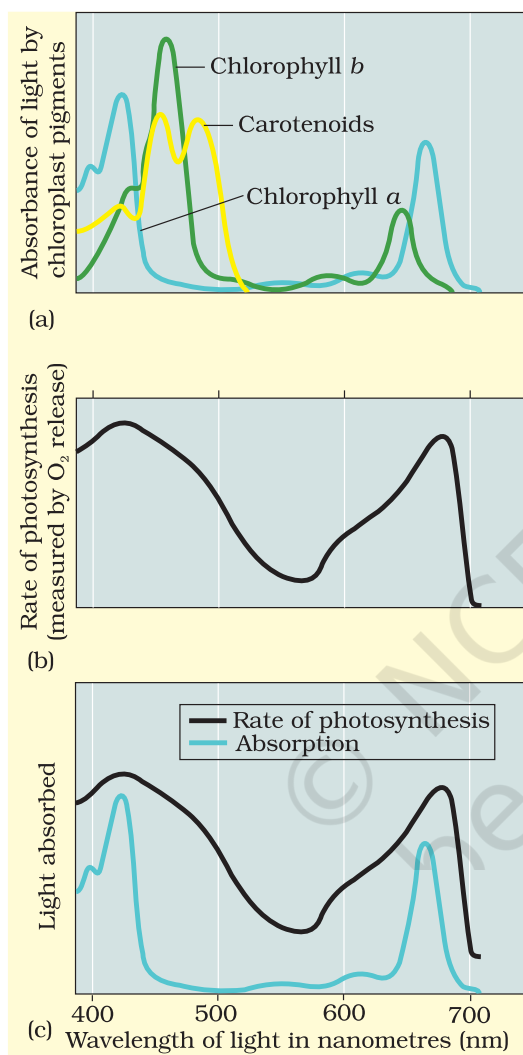 Absorbance of light by
chloroplast pigments
Chlorophyll b
Carotenoids
Chlorophyll a
(a)
Rate of photosynthesis
(measured by O₂ release)
(b)
Rate of photosynthesis
Absorption
Light absorbed
400 500 600 700
(c) Wavelength of light in nanometres (nm)